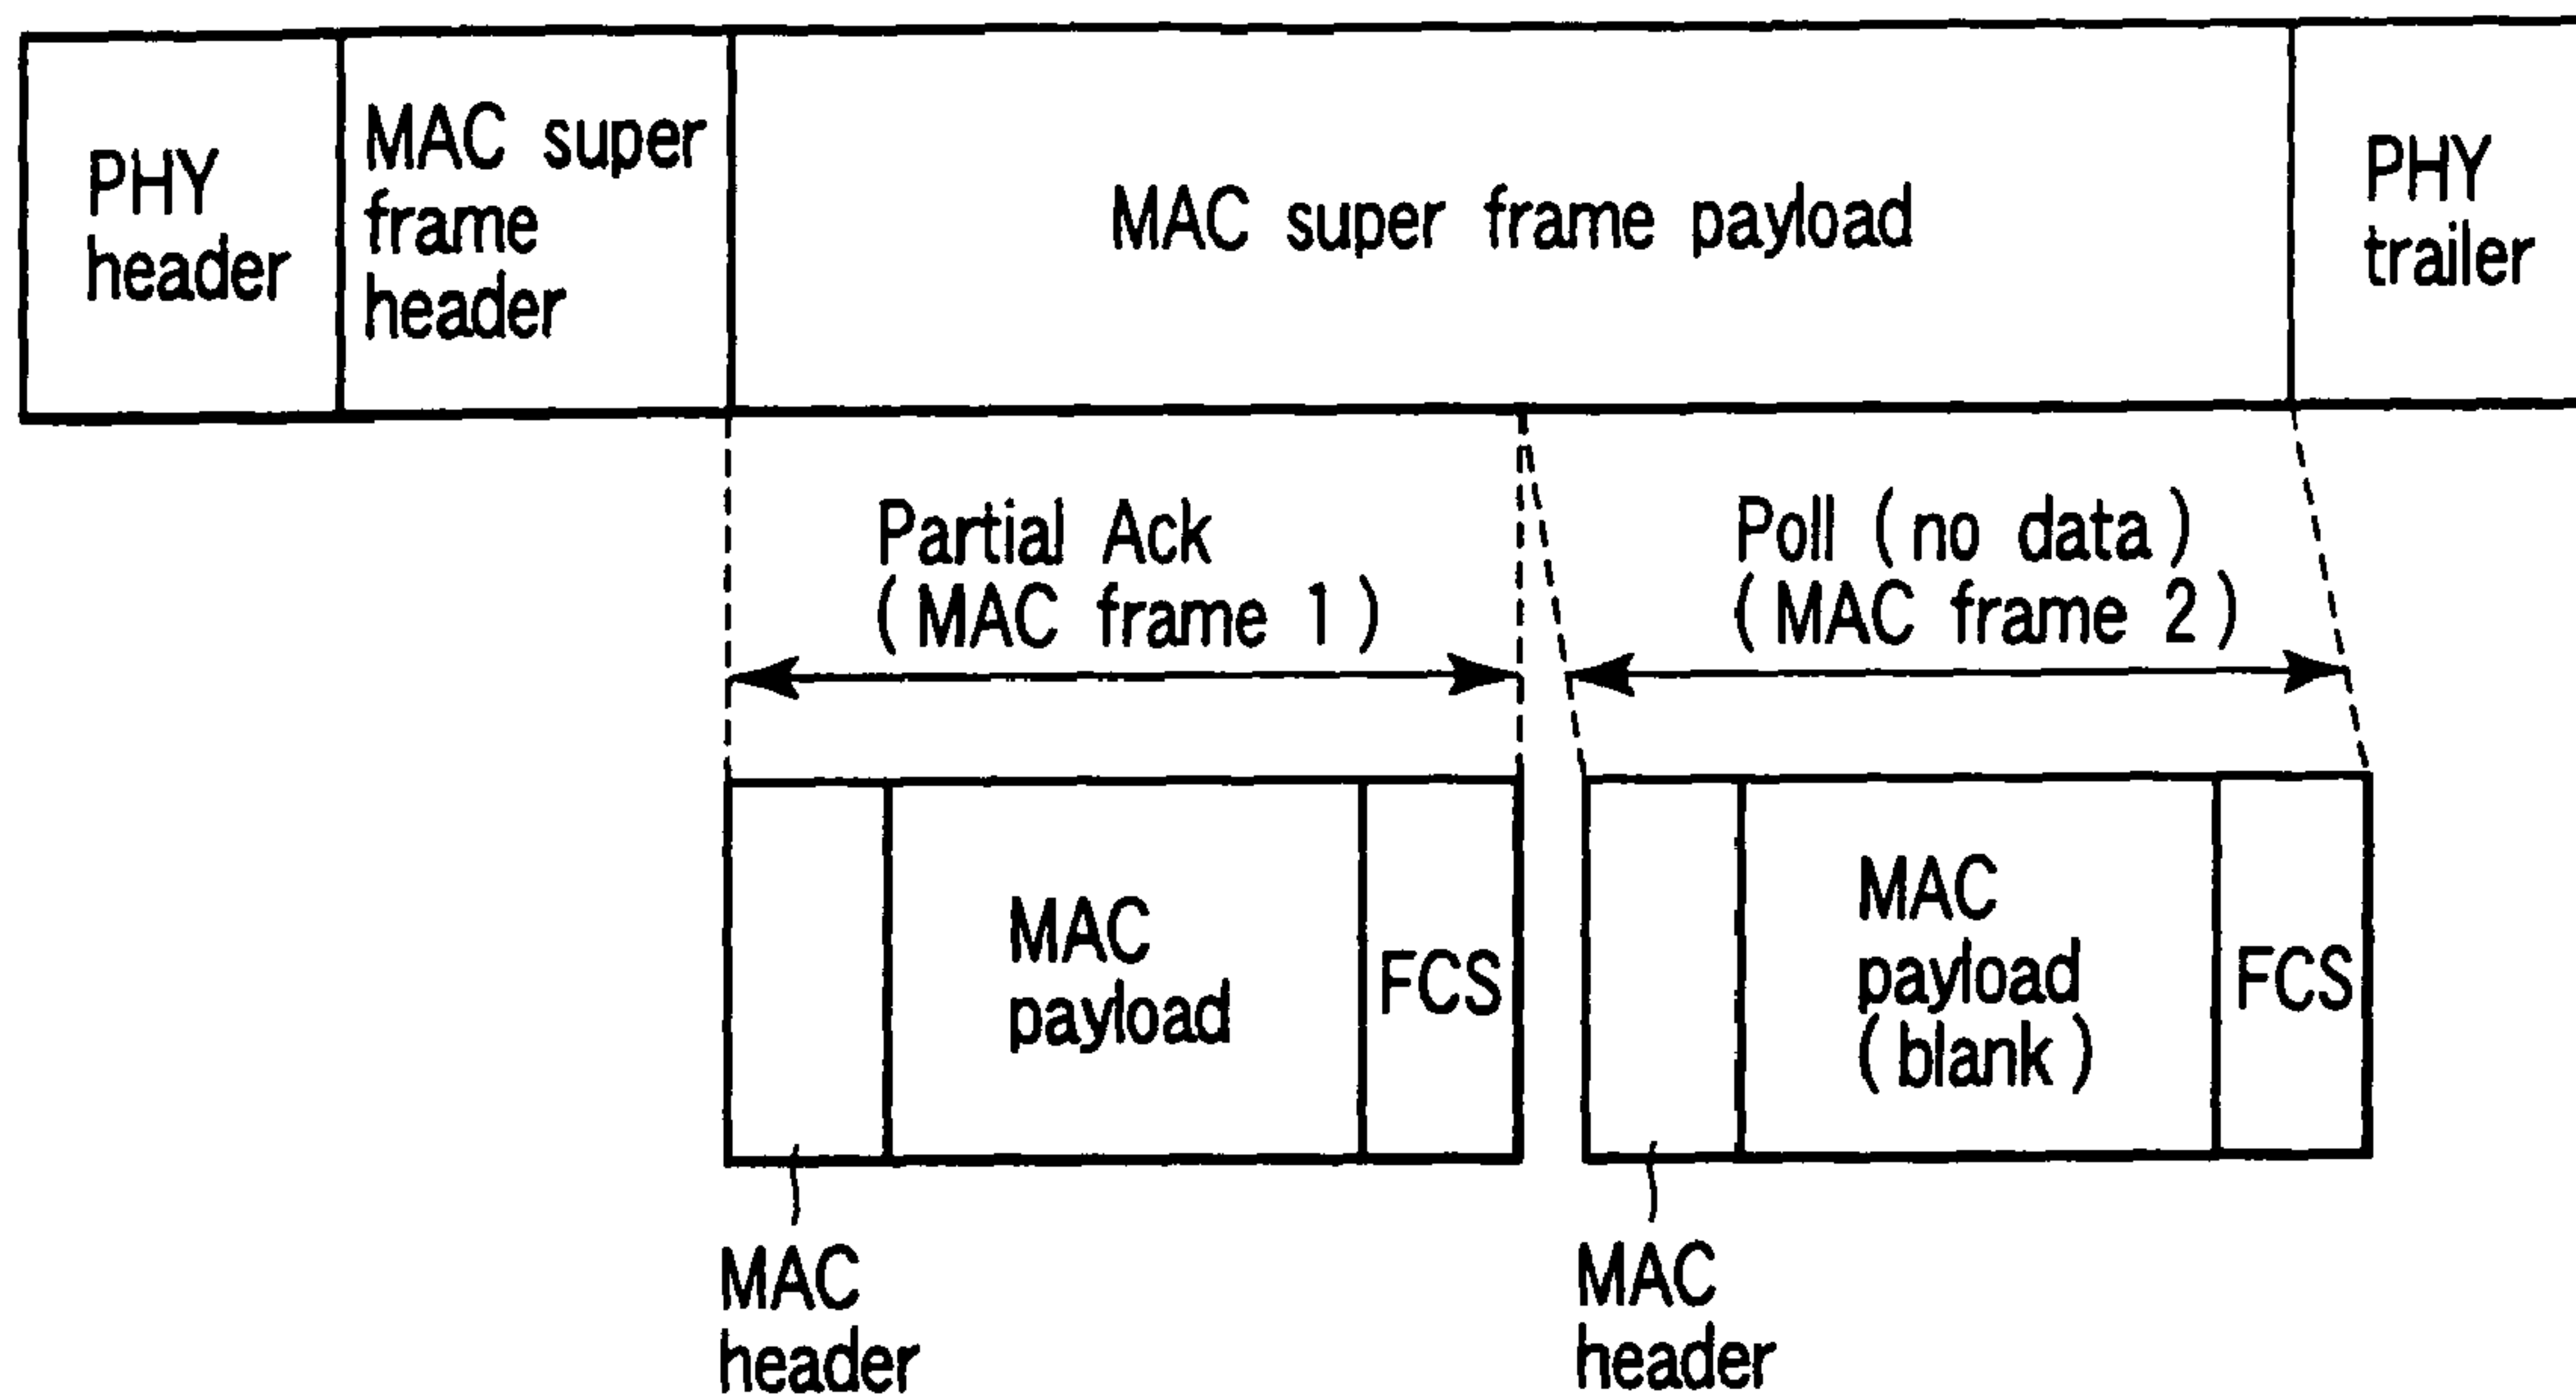 PHY
header
MAC super
frame
header
MAC super frame payload
PHY
trailer
Partial Ack
(MAC frame 1)
Poll (no data)
(MAC frame 2)
MAC
payload
FCS
MAC
payload
(blank)
FCS
MAC
header
MAC
header